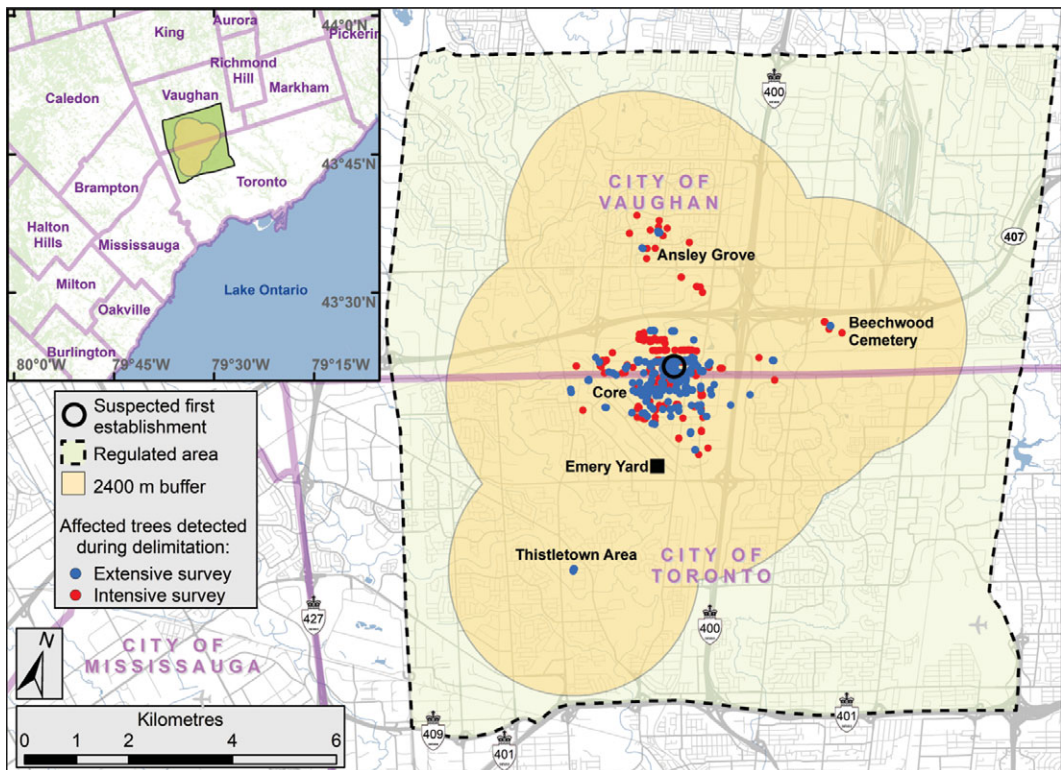 44°0'N
Aurora
King
Pickerin
Richmond
Hill
Markham
Vaughan
Caledon
43°45'N
Brampton
Toronto
Halton
Hills
Mississauga
Milton
Lake Ontario
43°30'N
Oakville
Burlington
80°0'W
79°45'W
79°30'W
79°15'W
400
CITY OF
VAUGHAN
407
Ansley Grove
Beechwood
Cemetery
Core
Emery Yard
Thistletown Area
CITY OF
TORONTO
400
427
CITY OF
MISSISSAUGA
409
401
401
Suspected first
establishment
Regulated area
2400 m buffer
Affected trees detected
during delimitation:
Extensive survey
Intensive survey
N
Kilometres
0 1 2 4 6